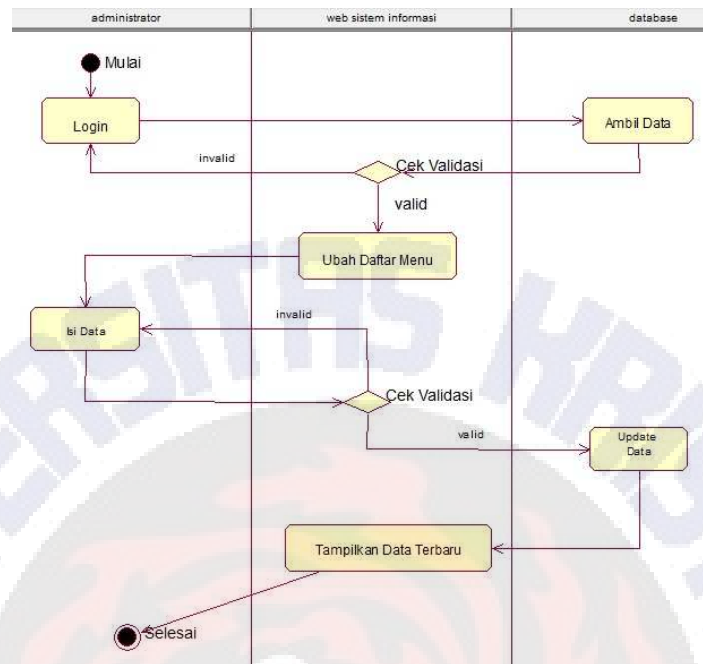 administrator
web sistem informasi
database
Mulai
Login
Ambil Data
invalid
Cek Validasi
valid
Ubah Daftar Menu
Isi Data
invalid
Cek Validasi
valid
Update
Data
Tampilkan Data Terbaru
Selesai